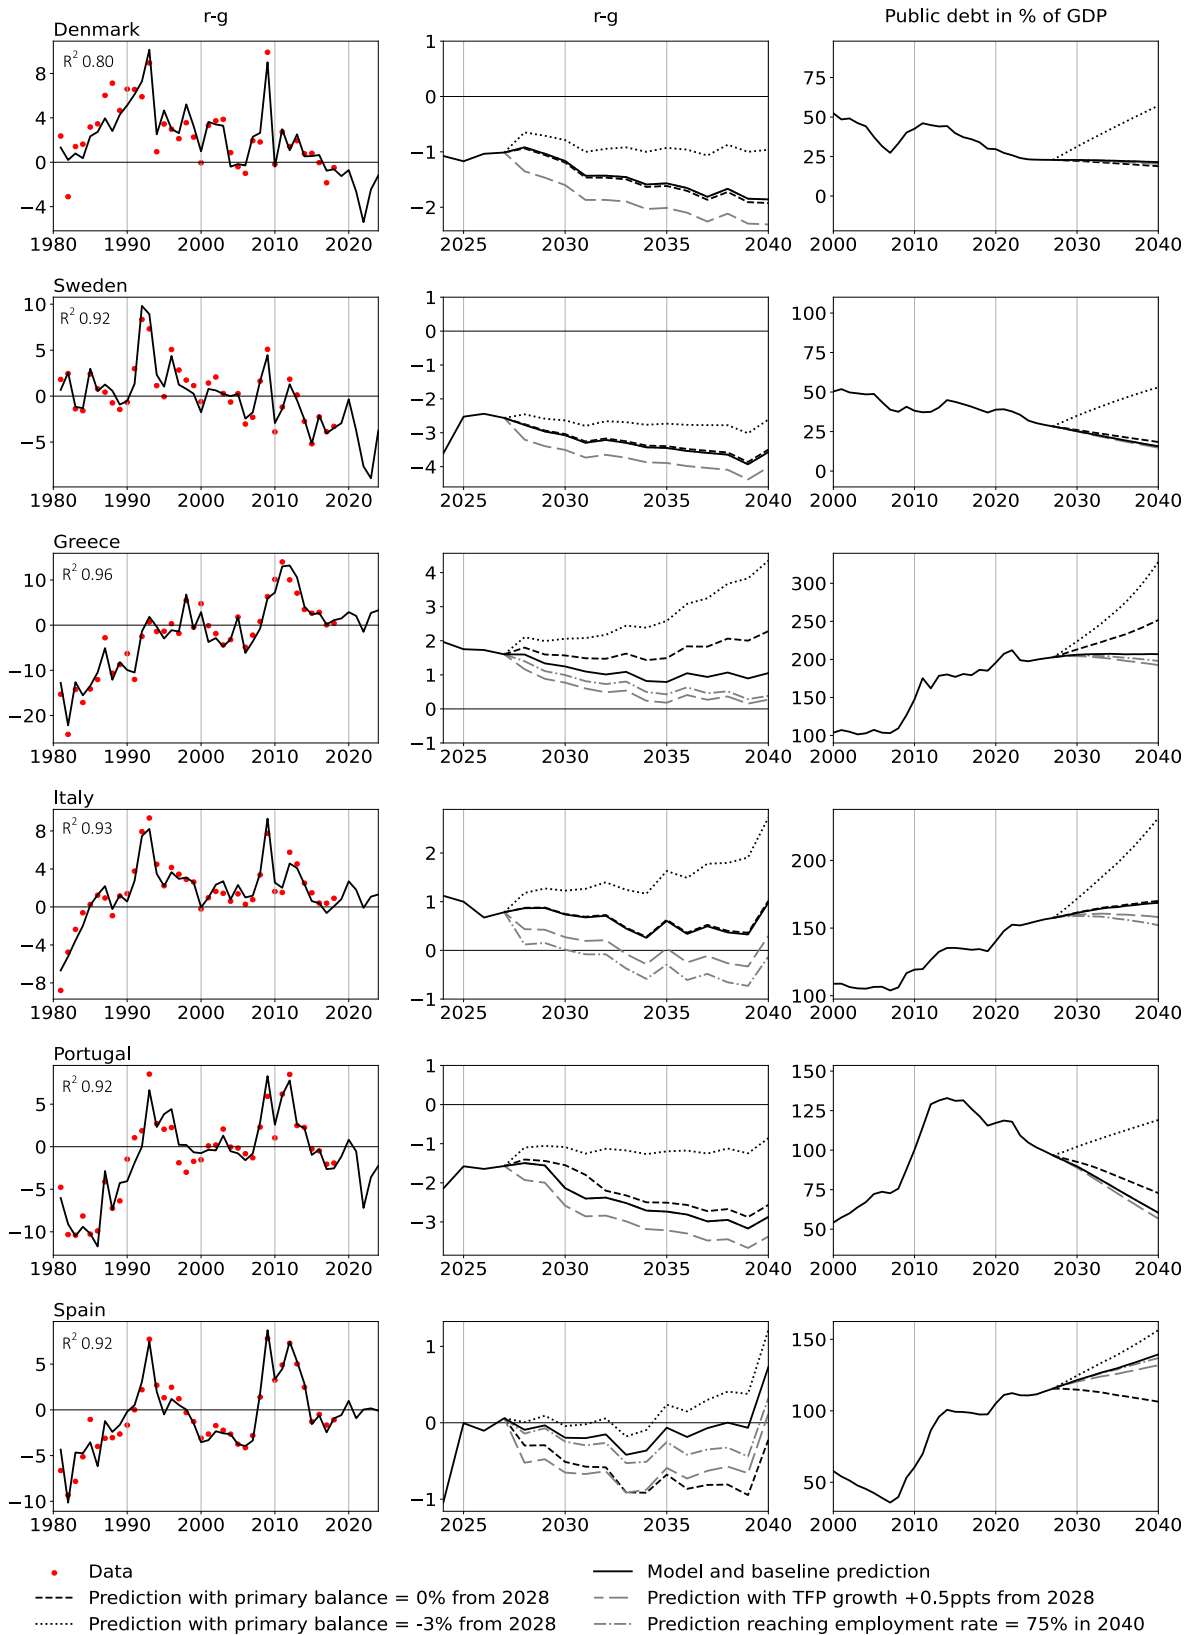 r-g r-g Public debt in % of GDP
Denmark
R² 0.80
8
4
0
−4
1980 1990 2000 2010 2020
1
0
−1
−2
2025 2030 2035 2040
75
50
25
0
2000 2010 2020 2030 2040
Sweden
R² 0.92
10
5
0
−5
1980 1990 2000 2010 2020
1
0
−1
−2
−3
−4
2025 2030 2035 2040
100
75
50
25
0
2000 2010 2020 2030 2040
Greece
R² 0.96
10
0
−10
−20
1980 1990 2000 2010 2020
4
3
2
1
0
−1
2025 2030 2035 2040
300
250
200
150
100
2000 2010 2020 2030 2040
Italy
R² 0.93
8
4
0
−4
−8
1980 1990 2000 2010 2020
2
1
0
−1
2025 2030 2035 2040
200
150
100
2000 2010 2020 2030 2040
Portugal
R² 0.92
5
0
−5
−10
1980 1990 2000 2010 2020
1
0
−1
−2
−3
2025 2030 2035 2040
150
125
100
75
50
2000 2010 2020 2030 2040
Spain
R² 0.92
5
0
−5
−10
1980 1990 2000 2010 2020
1
0
−1
2025 2030 2035 2040
150
100
50
2000 2010 2020 2030 2040
Data
Prediction with primary balance = 0% from 2028
Prediction with primary balance = -3% from 2028
Model and baseline prediction
Prediction with TFP growth +0.5ppts from 2028
Prediction reaching employment rate = 75% in 2040